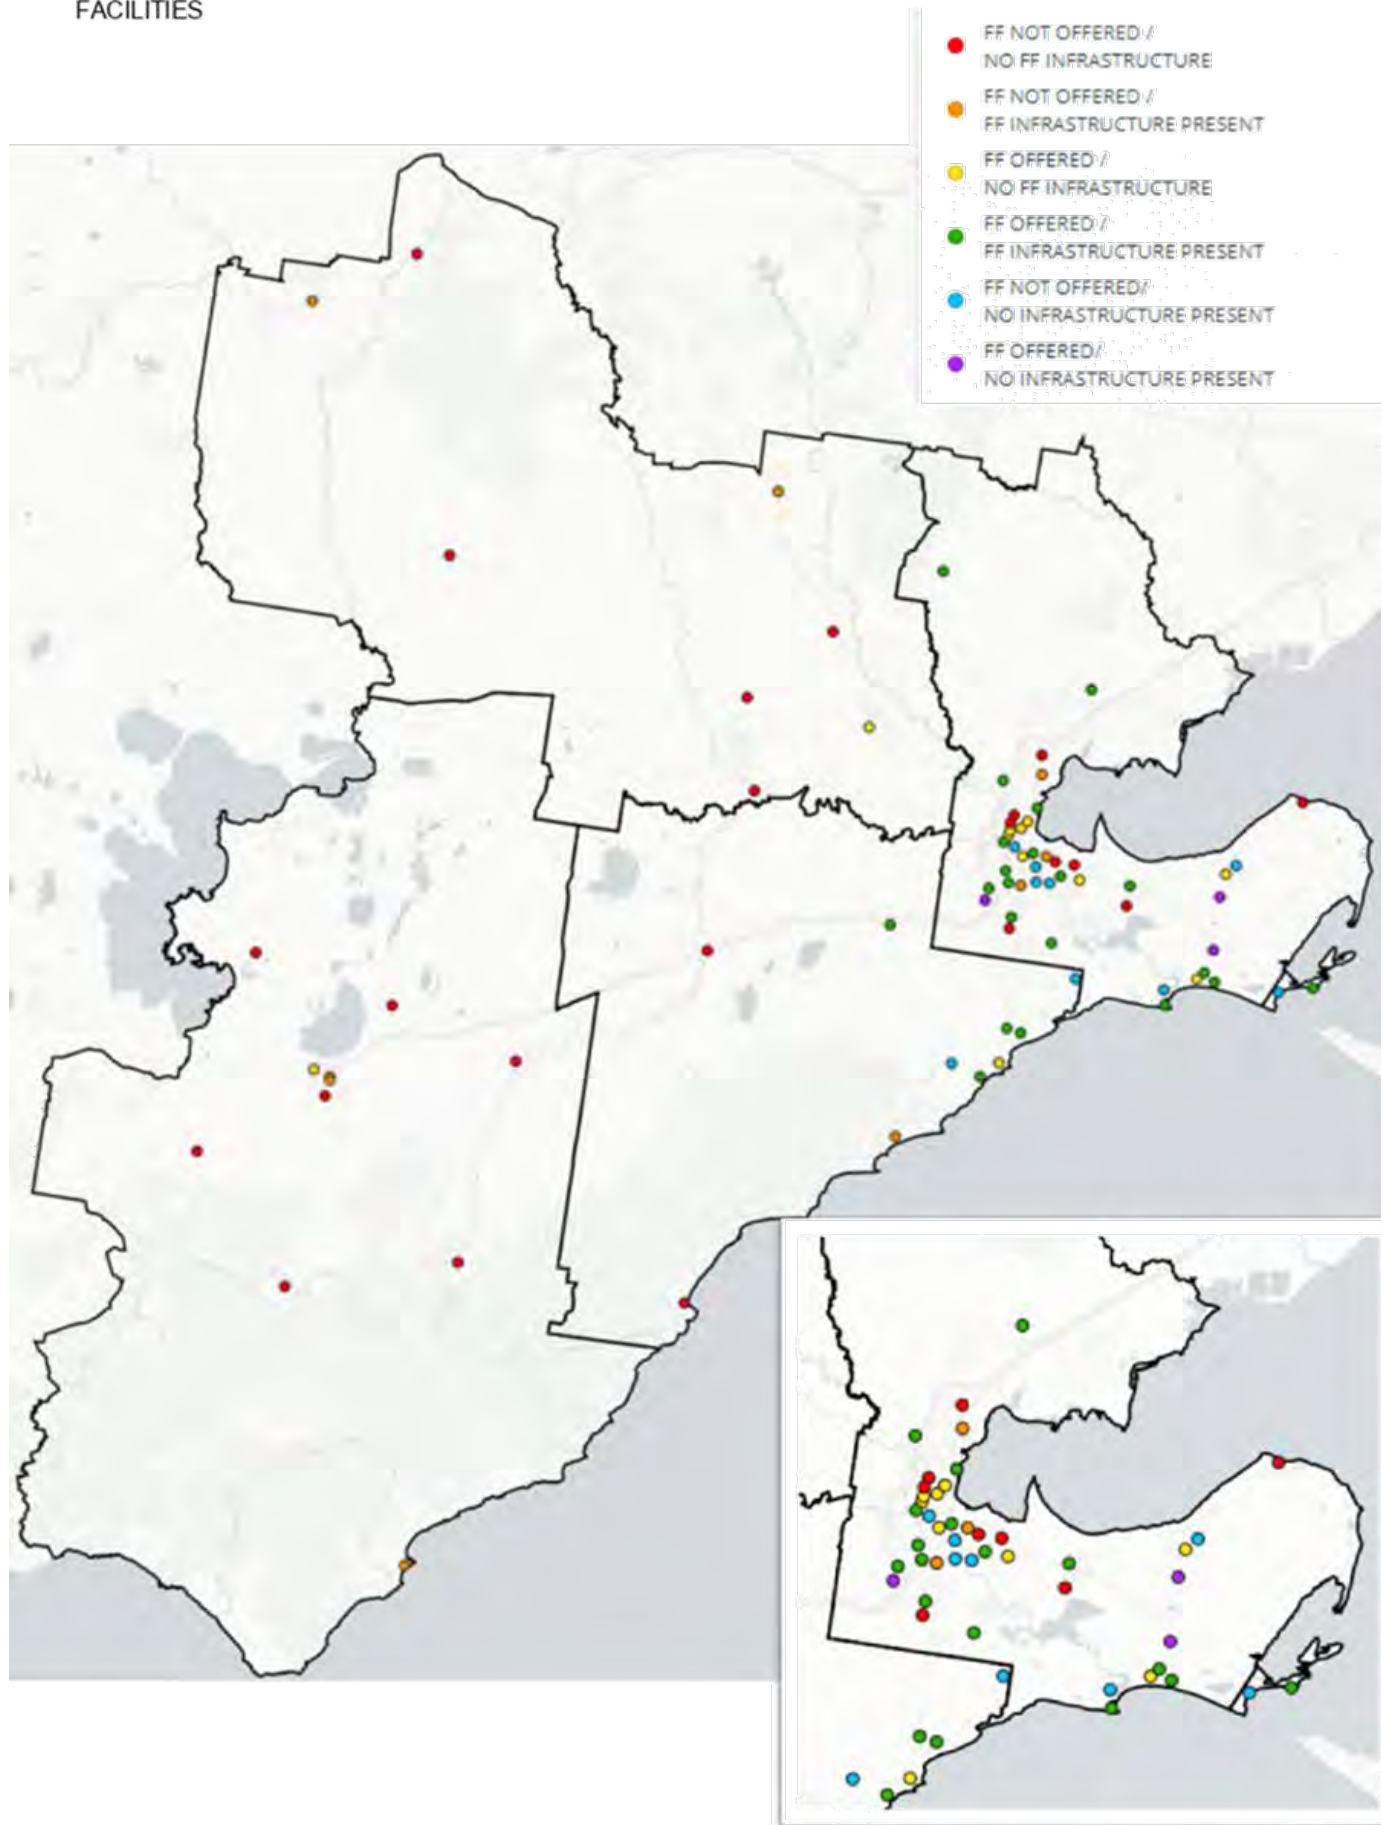 FACILITIES
FF NOT OFFERED /
NO FF INFRASTRUCTURE
FF NOT OFFERED /
FF INFRASTRUCTURE PRESENT
FF OFFERED /
NO FF INFRASTRUCTURE
FF OFFERED /
FF INFRASTRUCTURE PRESENT
FF NOT OFFERED/
NO INFRASTRUCTURE PRESENT
FF OFFERED/
NO INFRASTRUCTURE PRESENT